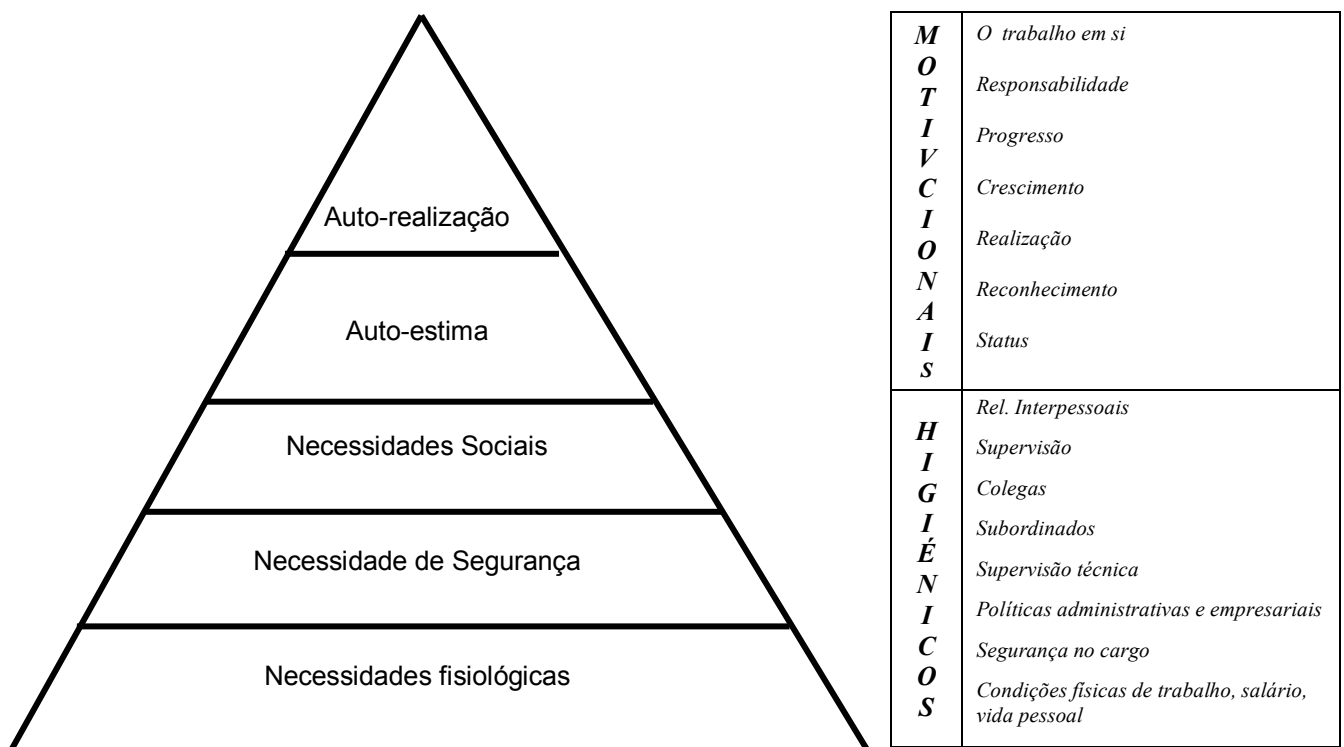 Auto-realização
Auto-estima
Necessidades Sociais
Necessidade de Segurança
Necessidades fisiológicas
MOTIVCIONAIS
O trabalho em si
Responsabilidade
Progresso
Crescimento
Realização
Reconhecimento
Status
HIGIÉNICOS
Rel. Interpessoais
Supervisão
Colegas
Subordinados
Supervisão técnica
Políticas administrativas e empresariais
Segurança no cargo
Condições físicas de trabalho, salário,
vida pessoal